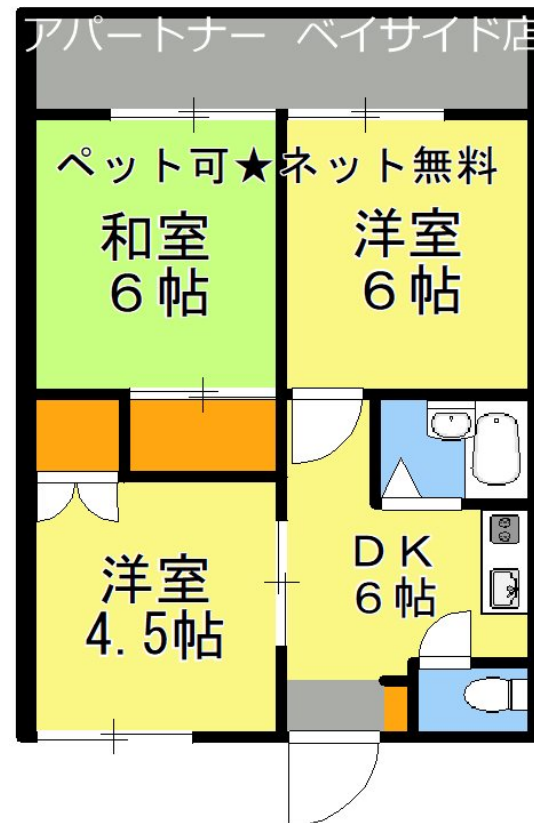 アパートナー ベイサイド店
ペット可★ネット無料
和室
6帖
洋室
6帖
洋室
4.5帖
DK
6帖